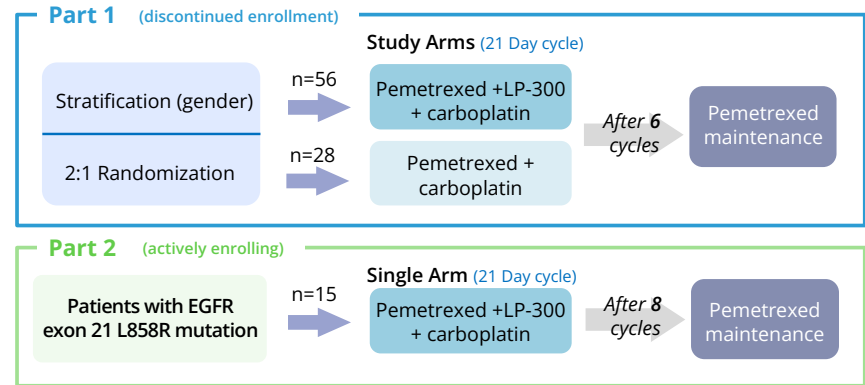 Part 1 (discontinued enrollment)
Study Arms (21 Day cycle)
Stratification (gender)
2:1 Randomization
n=56
Pemetrexed +LP-300
+ carboplatin
n=28
Pemetrexed +
carboplatin
After 6
cycles
Pemetrexed
maintenance
Part 2 (actively enrolling)
Single Arm (21 Day cycle)
Patients with EGFR
exon 21 L858R mutation
n=15
Pemetrexed +LP-300
+ carboplatin
After 8
cycles
Pemetrexed
maintenance